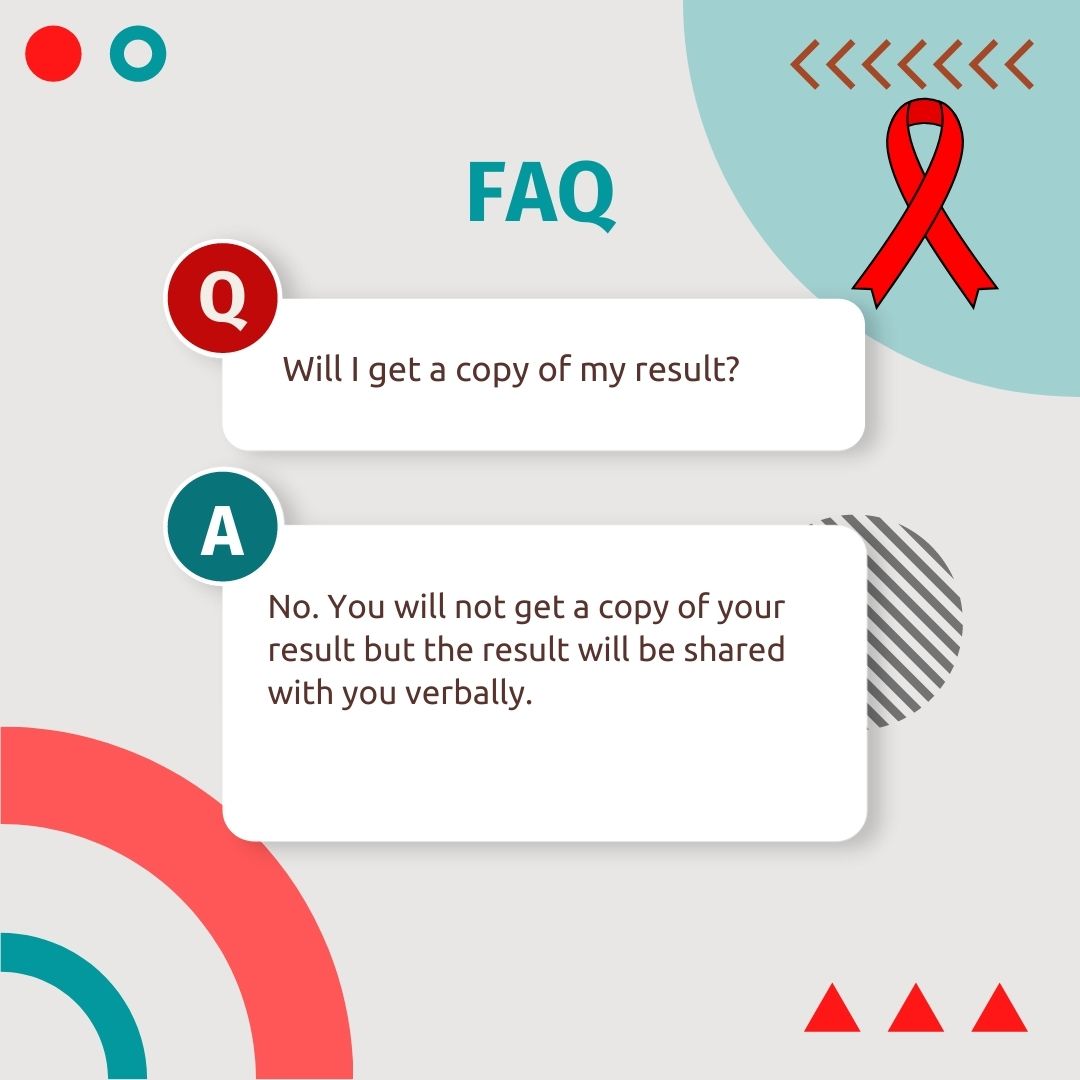 FAQ
Q
Will I get a copy of my result?
A
No. You will not get a copy of your
result but the result will be shared
with you verbally.